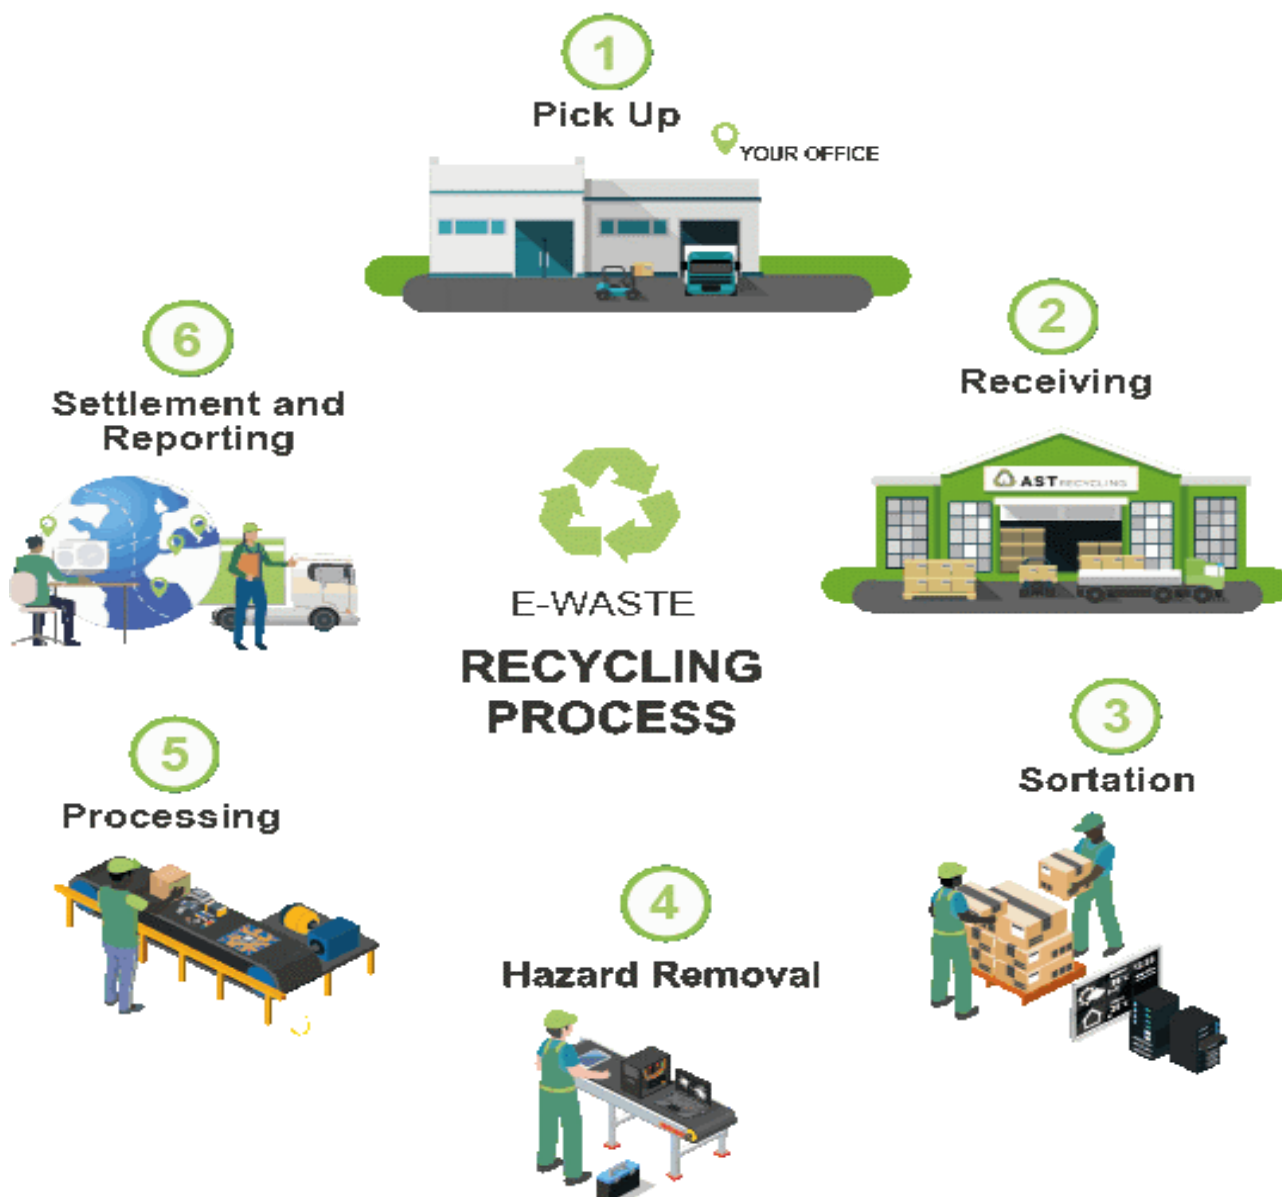 1
Pick Up
YOUR OFFICE
2
Receiving
AST RECYCLING
3
Sortation
4
Hazard Removal
5
Processing
6
Settlement and
Reporting
E-WASTE
RECYCLING
PROCESS